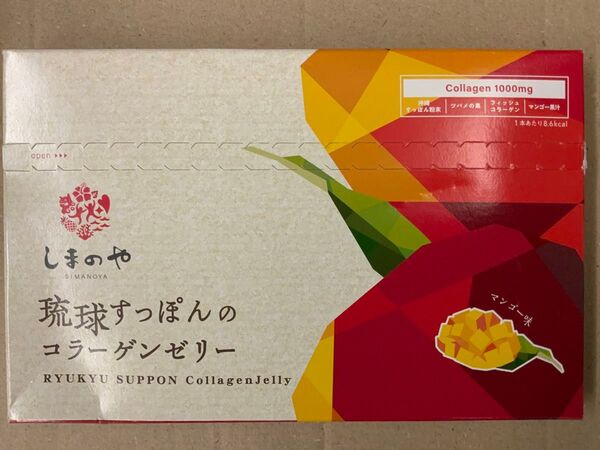 Collagen 1000mg
沖縄 すっぽん粉末 ツバメの巣 フィッシュ コラーゲン マンゴー果汁
1本あたり8.6kcal
open >>>
しまのや
SIMANOYA
マンゴー味
琉球すっぽんの
コラーゲンゼリー
RYUKYU SUPPON CollagenJelly